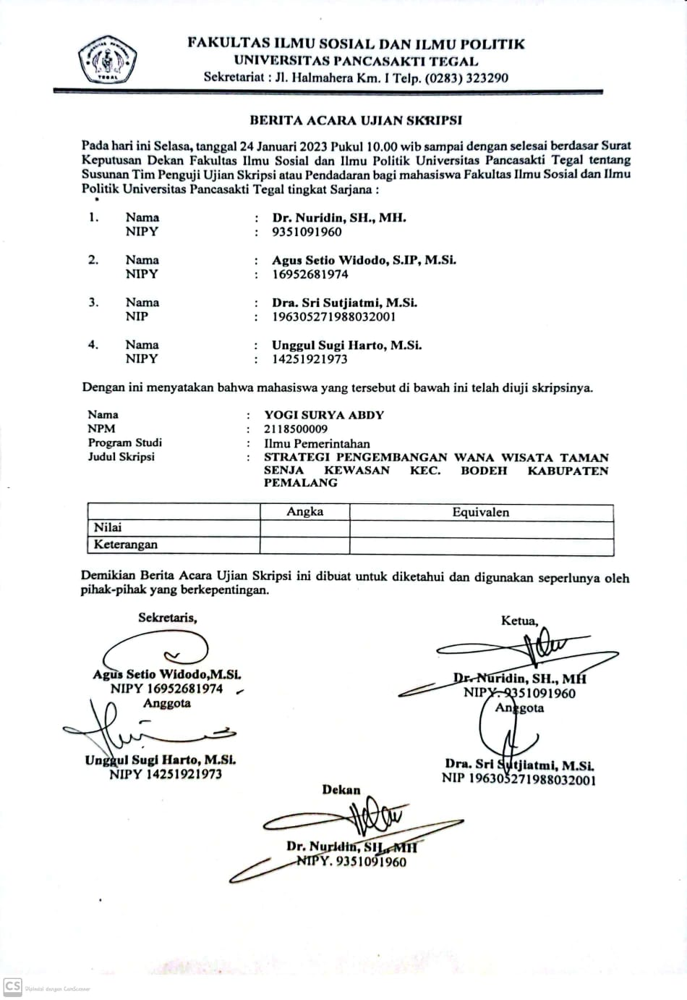 UNIVERSITAS PANCASAKTI
TEGAL
FAKULTAS ILMU SOSIAL DAN ILMU POLITIK
UNIVERSITAS PANCASAKTI TEGAL
Sekretariat : Jl. Halmahera Km. I Telp. (0283) 323290
BERITA ACARA UJIAN SKRIPSI
Pada hari ini Selasa, tanggal 24 Januari 2023 Pukul 10.00 wib sampai dengan selesai berdasar Surat
Keputusan Dekan Fakultas Ilmu Sosial dan Ilmu Politik Universitas Pancasakti Tegal tentang
Susunan Tim Penguji Ujian Skripsi atau Pendadaran bagi mahasiswa Fakultas Ilmu Sosial dan Ilmu
Politik Universitas Pancasakti Tegal tingkat Sarjana :
1. Nama : Dr. Nuridin, SH., MH.
NIPY : 9351091960
2. Nama : Agus Setio Widodo, S.IP, M.Si.
NIPY : 16952681974
3. Nama : Dra. Sri Sutjiatmi, M.Si.
NIP : 196305271988032001
4. Nama : Unggul Sugi Harto, M.Si.
NIPY : 14251921973
Dengan ini menyatakan bahwa mahasiswa yang tersebut di bawah ini telah diuji skripsinya.
Nama : YOGI SURYA ABDY
NPM : 2118500009
Program Studi : Ilmu Pemerintahan
Judul Skripsi : STRATEGI PENGEMBANGAN WANA WISATA TAMAN
SENJA KEWASAN KEC. BODEH KABUPATEN
PEMALANG
Angka Equivalen
Nilai
Keterangan
Demikian Berita Acara Ujian Skripsi ini dibuat untuk diketahui dan digunakan seperlunya oleh
pihak-pihak yang berkepentingan.
Sekretaris,
Agus Setio Widodo,M.Si.
NIPY 16952681974
Anggota
Unggul Sugi Harto, M.Si.
NIPY 14251921973
Ketua,
Dr. Nuridin, SH., MH
NIPY. 9351091960
Anggota
Dra. Sri Sutjiatmi, M.Si.
NIP 196305271988032001
Dekan
Dr. Nuridin, SH., MH
NIPY. 9351091960
CS Dipindai dengan CamScanner